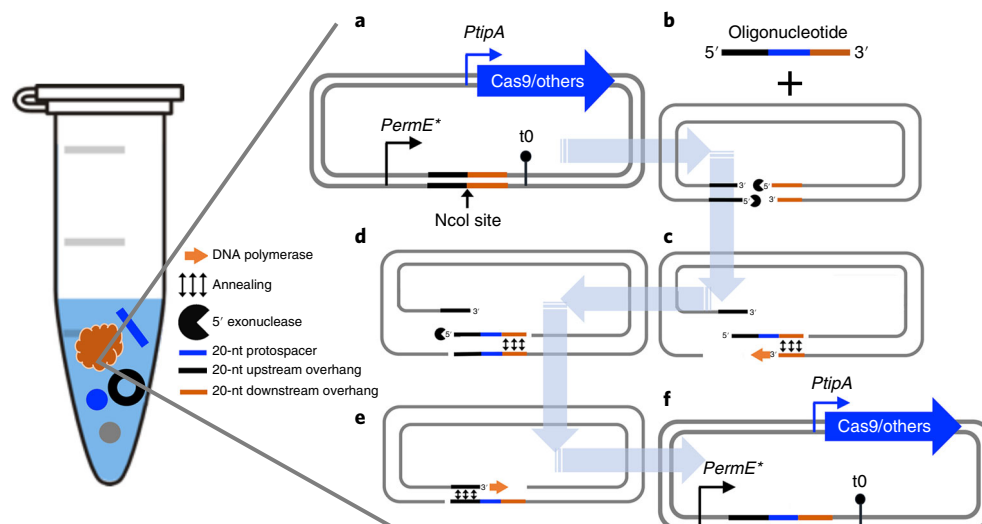 a
PtipA
Cas9/others
PermE*
t0
NcoI site
b
Oligonucleotide
5′ 3′
+
3′ 5′
5′ 3′
DNA polymerase
Annealing
5′ exonuclease
20-nt protospacer
20-nt upstream overhang
20-nt downstream overhang
d
3′
5′
c
3′
5′
3′
e
3′
f
PtipA
Cas9/others
PermE*
t0